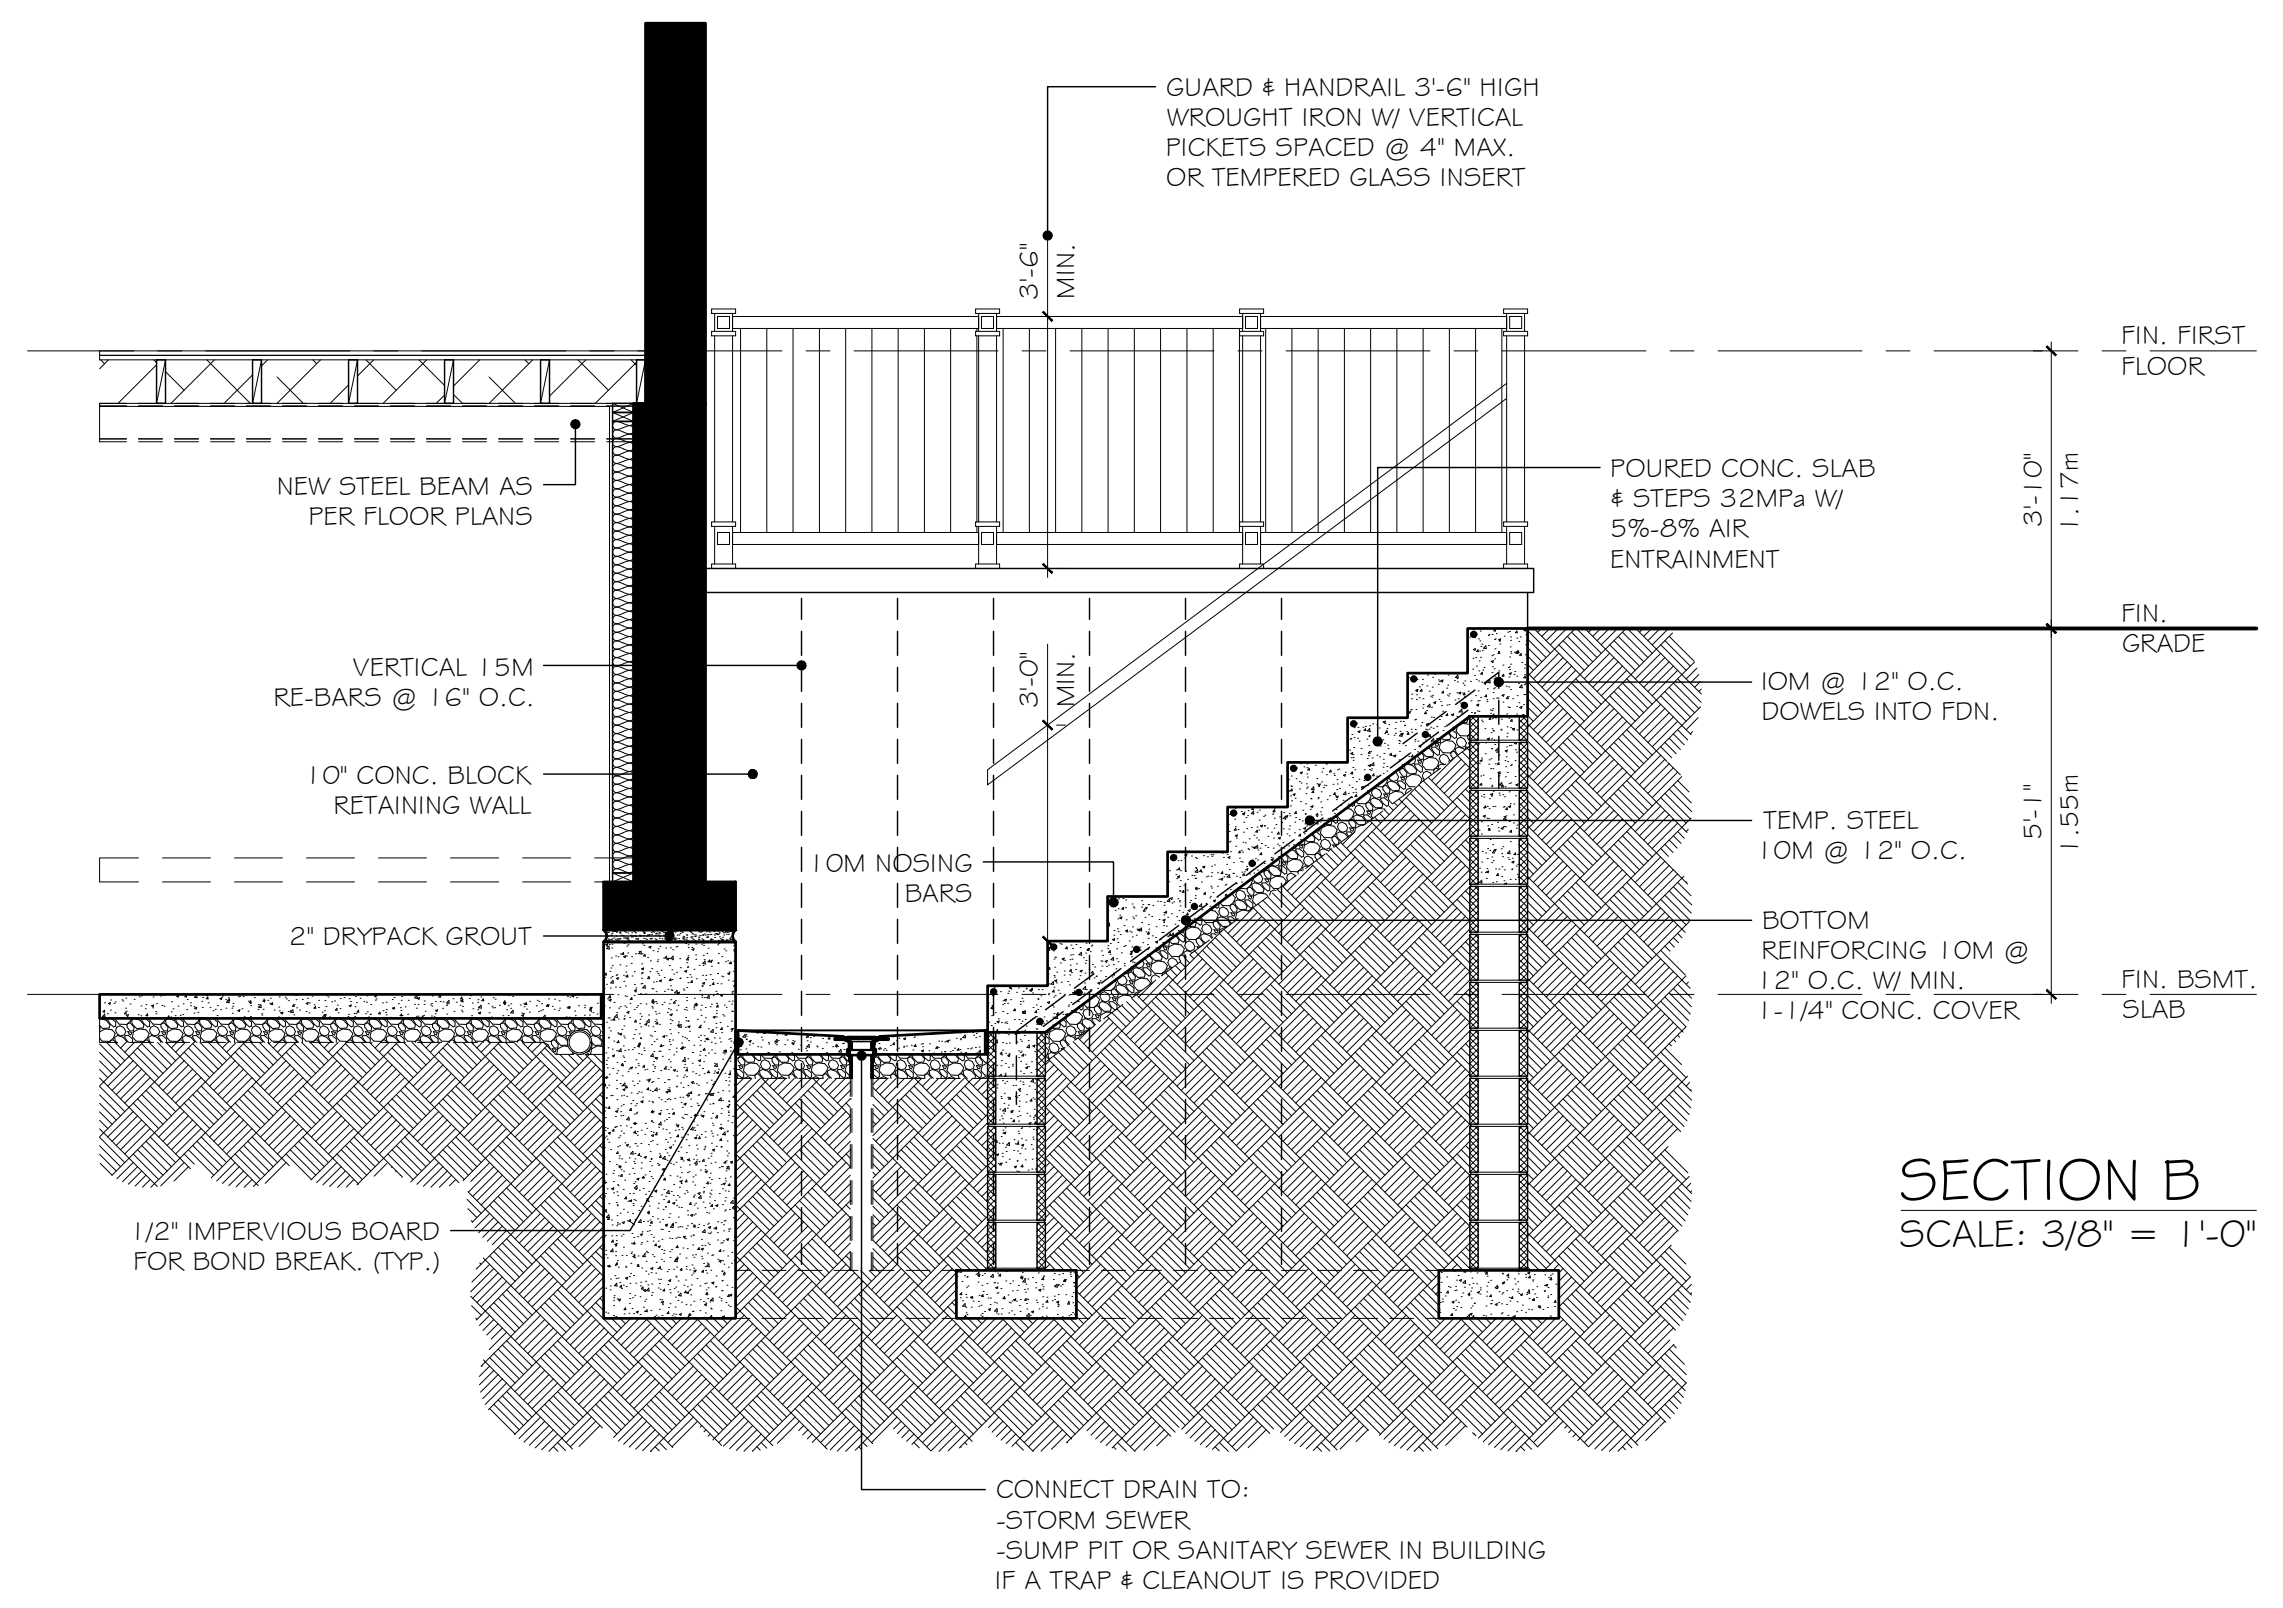 GUARD & HANDRAIL 3'-6" HIGH
WROUGHT IRON W/ VERTICAL
PICKETS SPACED @ 4" MAX.
OR TEMPERED GLASS INSERT
3'-6"
MIN.
FIN. FIRST
FLOOR
NEW STEEL BEAM AS
PER FLOOR PLANS
POURED CONC. SLAB
& STEPS 32MPa W/
5%-8% AIR
ENTRAINMENT
3'-10"
1.17m
FIN.
GRADE
VERTICAL 15M
RE-BARS @ 16" O.C.
3'-0"
MIN.
10M @ 12" O.C.
DOWELS INTO FDN.
10" CONC. BLOCK
RETAINING WALL
5'-1"
1.55m
TEMP. STEEL
10M @ 12" O.C.
10M NOSING
BARS
2" DRYPACK GROUT
BOTTOM
REINFORCING 10M @
12" O.C. W/ MIN.
1-1/4" CONC. COVER
FIN. BSMT.
SLAB
1/2" IMPERVIOUS BOARD
FOR BOND BREAK. (TYP.)
SECTION B
SCALE: 3/8" = 1'-0"
CONNECT DRAIN TO:
-STORM SEWER
-SUMP PIT OR SANITARY SEWER IN BUILDING
IF A TRAP & CLEANOUT IS PROVIDED